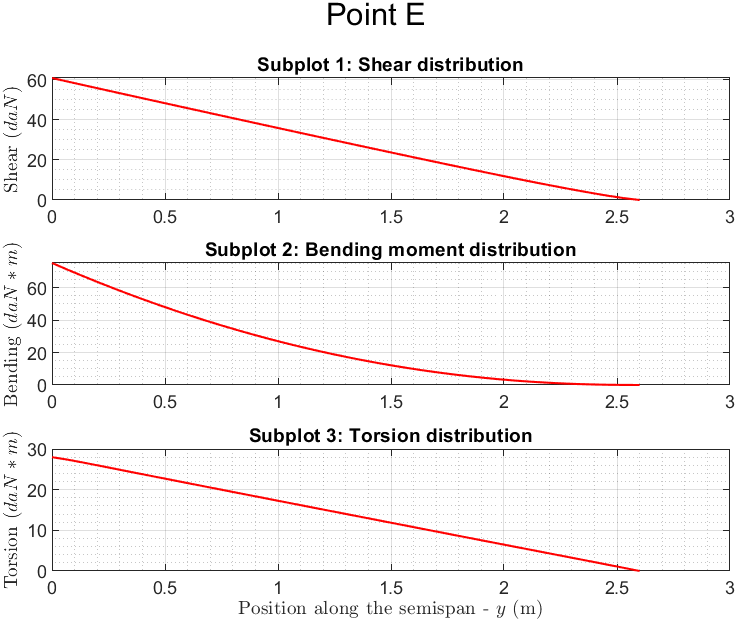 Point E
Subplot 1: Shear distribution
Shear (daN)
60
40
20
0
0 0.5 1 1.5 2 2.5 3
Subplot 2: Bending moment distribution
Bending (daN * m)
60
40
20
0
0 0.5 1 1.5 2 2.5 3
Subplot 3: Torsion distribution
Torsion (daN * m)
30
20
10
0
0 0.5 1 1.5 2 2.5 3
Position along the semispan - y (m)